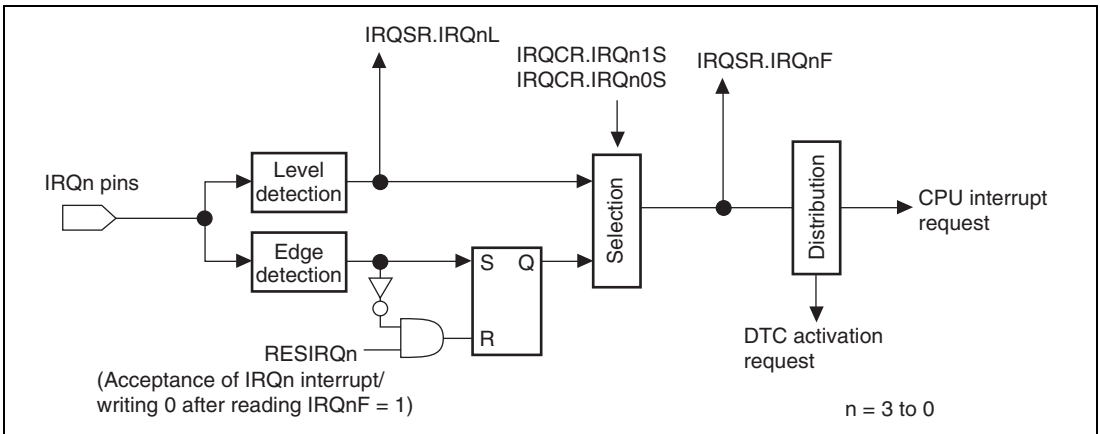 IRQSR.IRQnL
IRQCR.IRQn1S
IRQCR.IRQn0S
IRQSR.IRQnF
IRQn pins
Level
detection
Edge
detection
S Q
R
Selection
Distribution
CPU interrupt
request
DTC activation
request
RESIRQn
(Acceptance of IRQn interrupt/
writing 0 after reading IRQnF = 1)
n = 3 to 0